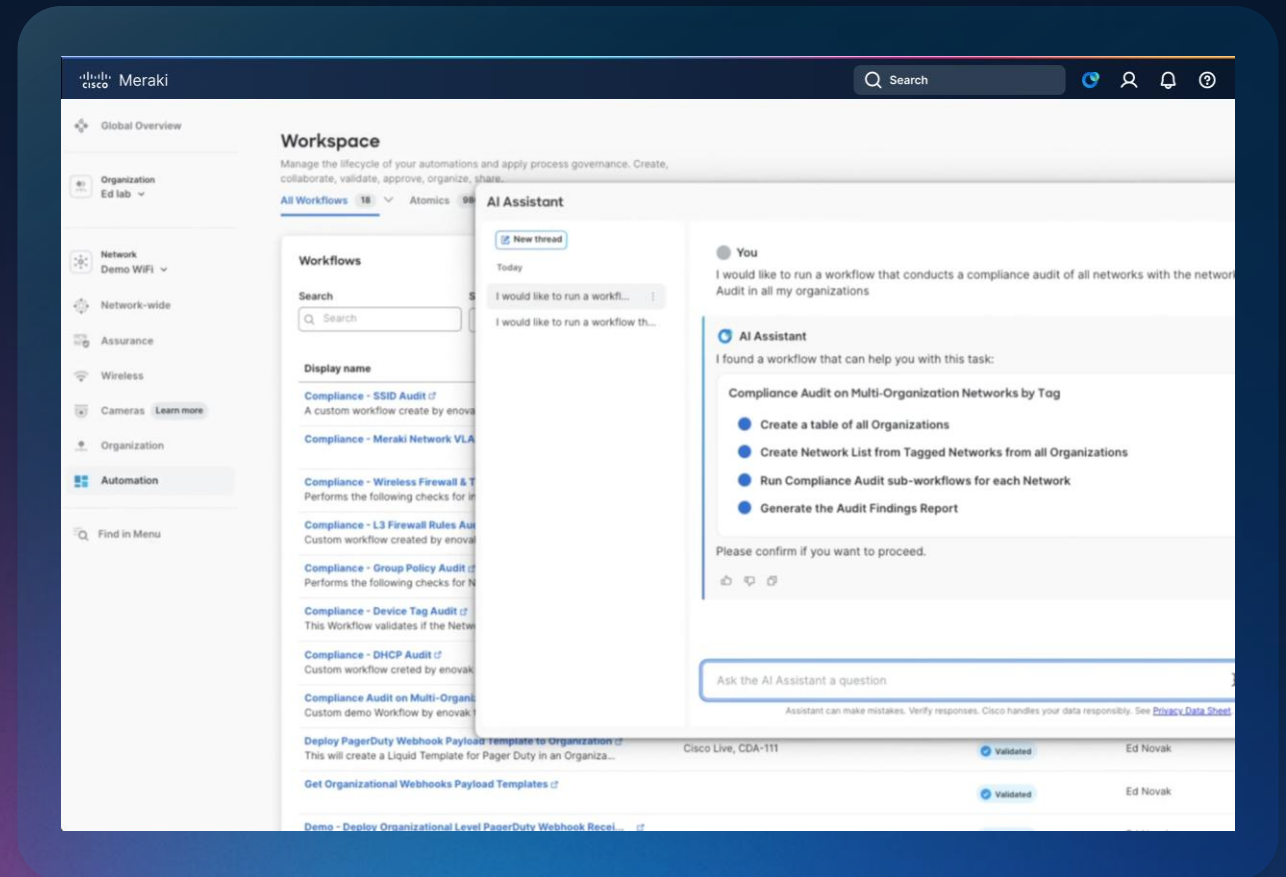 CISCO Meraki
Search
Global Overview
Organization
Ed lab
Network
Demo WiFi
Network-wide
Assurance
Wireless
Cameras Learn more
Organization
Automation
Find in Menu
Workspace
Manage the lifecycle of your automations and apply process governance. Create,
collaborate, validate, approve, organize, share.
All Workflows 18 Atomics
Workflows
Search
Search
Display name
Compliance - SSID Audit
A custom workflow create by enova
Compliance - Meraki Network VLA
Compliance - Wireless Firewall & T
Performs the following checks for
Compliance - L3 Firewall Rules Au
Custom workflow created by enova
Compliance - Group Policy Audit
Performs the following checks for N
Compliance - Device Tag Audit
This Workflow validates if the Netw
Compliance - DHCP Audit
Custom workflow creted by enovak
Compliance Audit on Multi-Organi
Custom demo Workflow by enovak
Deploy PagerDuty Webhook Payload Template to Organization
This will create a Liquid Template for Pager Duty in an Organiza...
Cisco Live, CDA-111
Validated
Ed Novak
Get Organizational Webhooks Payload Templates
Validated
Ed Novak
Demo - Deploy Organizational Level PagerDuty Webhook Recei...
AI Assistant
New thread
Today
I would like to run a workfl...
I would like to run a workflow th...
You
I would like to run a workflow that conducts a compliance audit of all networks with the networ
Audit in all my organizations
AI Assistant
I found a workflow that can help you with this task:
Compliance Audit on Multi-Organization Networks by Tag
Create a table of all Organizations
Create Network List from Tagged Networks from all Organizations
Run Compliance Audit sub-workflows for each Network
Generate the Audit Findings Report
Please confirm if you want to proceed.
Ask the AI Assistant a question
Assistant can make mistakes. Verify responses. Cisco handles your data responsibly. See Privacy Data Sheet